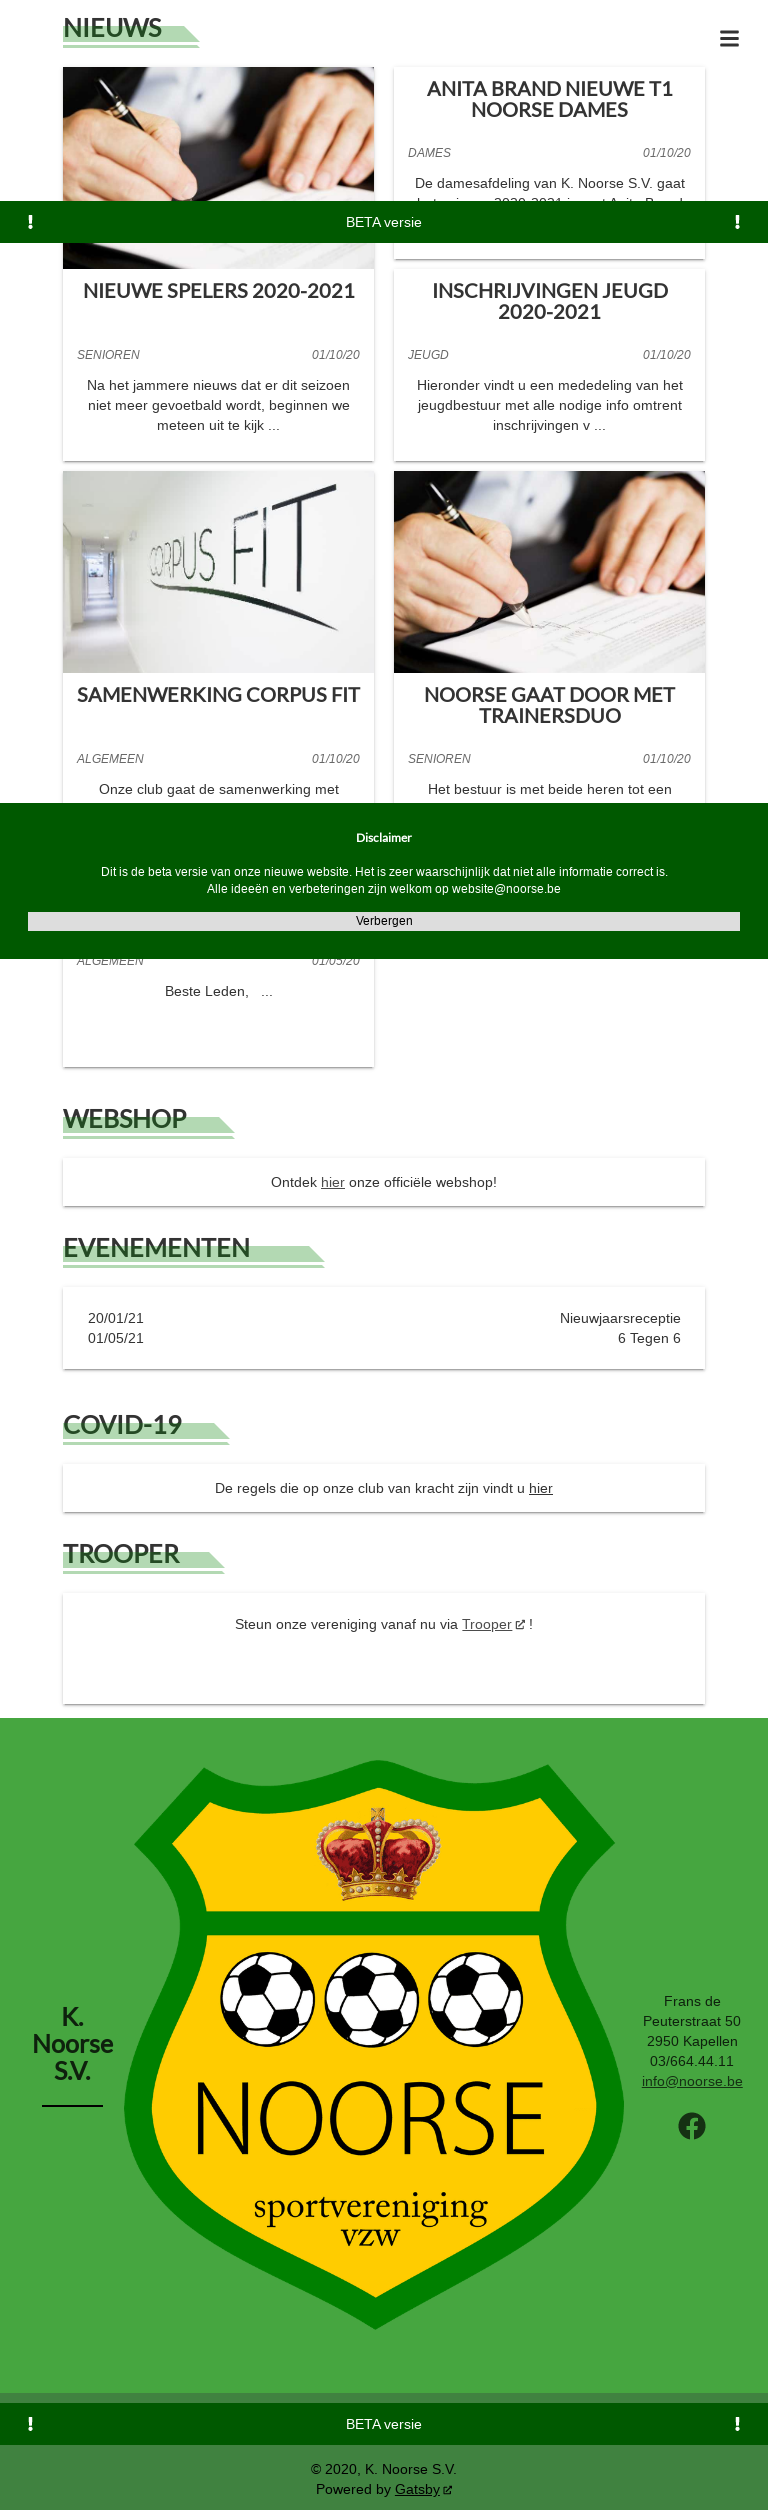 NIEUWS
ANITA BRAND NIEUWE T1
NOORSE DAMES
DAMES 01/10/20
De damesafdeling van K. Noorse S.V. gaat
BETA versie
NIEUWE SPELERS 2020-2021
SENIOREN 01/10/20
Na het jammere nieuws dat er dit seizoen
niet meer gevoetbald wordt, beginnen we
meteen uit te kijk ...
INSCHRIJVINGEN JEUGD
2020-2021
JEUGD 01/10/20
Hieronder vindt u een mededeling van het
jeugdbestuur met alle nodige info omtrent
inschrijvingen v ...
CORPUS FIT
SAMENWERKING CORPUS FIT
ALGEMEEN 01/10/20
Onze club gaat de samenwerking met
NOORSE GAAT DOOR MET
TRAINERSDUO
SENIOREN 01/10/20
Het bestuur is met beide heren tot een
Disclaimer
Dit is de beta versie van onze nieuwe website. Het is zeer waarschijnlijk dat niet alle informatie correct is.
Alle ideeën en verbeteringen zijn welkom op website@noorse.be
Verbergen
ALGEMEEN 01/05/20
Beste Leden, ...
WEBSHOP
Ontdek hier onze officiële webshop!
EVENEMENTEN
20/01/21 Nieuwjaarsreceptie
01/05/21 6 Tegen 6
COVID-19
De regels die op onze club van kracht zijn vindt u hier
TROOPER
Steun onze vereniging vanaf nu via Trooper !
K.
Noorse
S.V.
NOORSE
sportvereniging
vzw
Frans de
Peuterstraat 50
2950 Kapellen
03/664.44.11
info@noorse.be
BETA versie
© 2020, K. Noorse S.V.
Powered by Gatsby